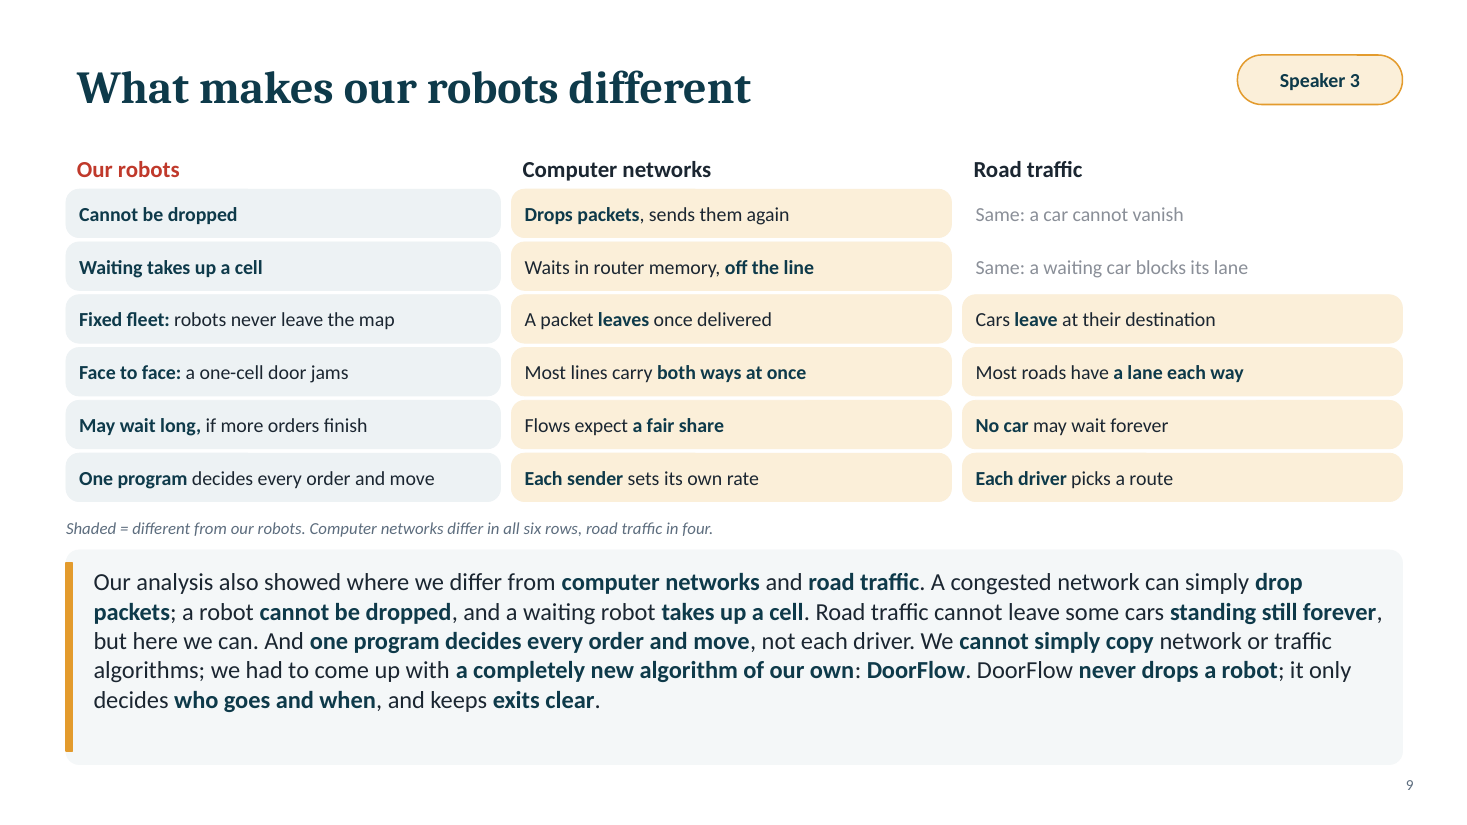 What makes our robots different
Speaker 3
Our robots
Computer networks
Road traffic
Cannot be dropped
Drops packets, sends them again
Same: a car cannot vanish
Waiting takes up a cell
Waits in router memory, off the line
Same: a waiting car blocks its lane
Fixed fleet: robots never leave the map
A packet leaves once delivered
Cars leave at their destination
Face to face: a one-cell door jams
Most lines carry both ways at once
Most roads have a lane each way
May wait long, if more orders finish
Flows expect a fair share
No car may wait forever
One program decides every order and move
Each sender sets its own rate
Each driver picks a route
Shaded = different from our robots. Computer networks differ in all six rows, road traffic in four.
Our analysis also showed where we differ from computer networks and road traffic. A congested network can simply drop
packets; a robot cannot be dropped, and a waiting robot takes up a cell. Road traffic cannot leave some cars standing still forever,
but here we can. And one program decides every order and move, not each driver. We cannot simply copy network or traffic
algorithms; we had to come up with a completely new algorithm of our own: DoorFlow. DoorFlow never drops a robot; it only
decides who goes and when, and keeps exits clear.
9